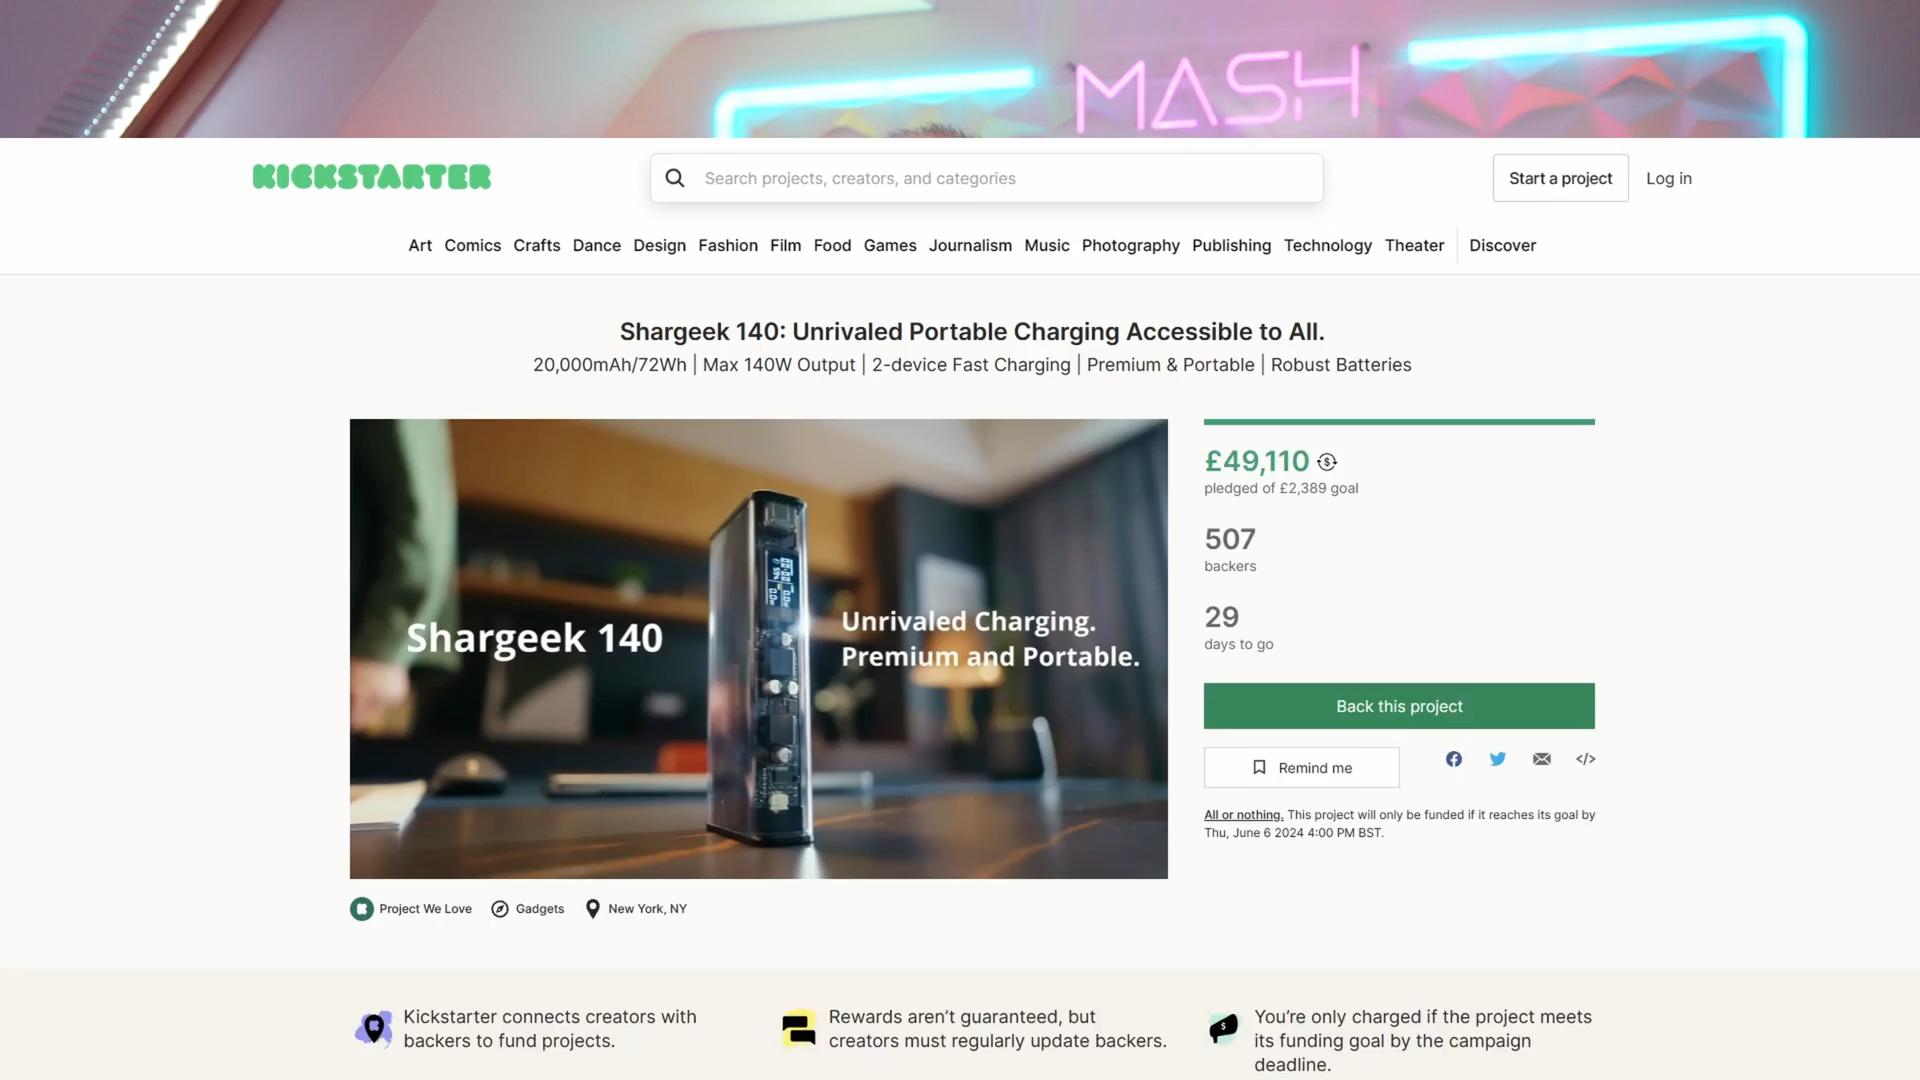 MASH
KICKSTARTER
Search projects, creators, and categories
Start a project
Log in
Art Comics Crafts Dance Design Fashion Film Food Games Journalism Music Photography Publishing Technology Theater Discover
Shargeek 140: Unrivaled Portable Charging Accessible to All.
20,000mAh/72Wh | Max 140W Output | 2-device Fast Charging | Premium & Portable | Robust Batteries
Shargeek 140
Unrivaled Charging.
Premium and Portable.
£49,110
pledged of £2,389 goal
507
backers
29
days to go
Back this project
Remind me
All or nothing. This project will only be funded if it reaches its goal by
Thu, June 6 2024 4:00 PM BST.
Project We Love
Gadgets
New York, NY
Kickstarter connects creators with
backers to fund projects.
Rewards aren't guaranteed, but
creators must regularly update backers.
You're only charged if the project meets
its funding goal by the campaign
deadline.